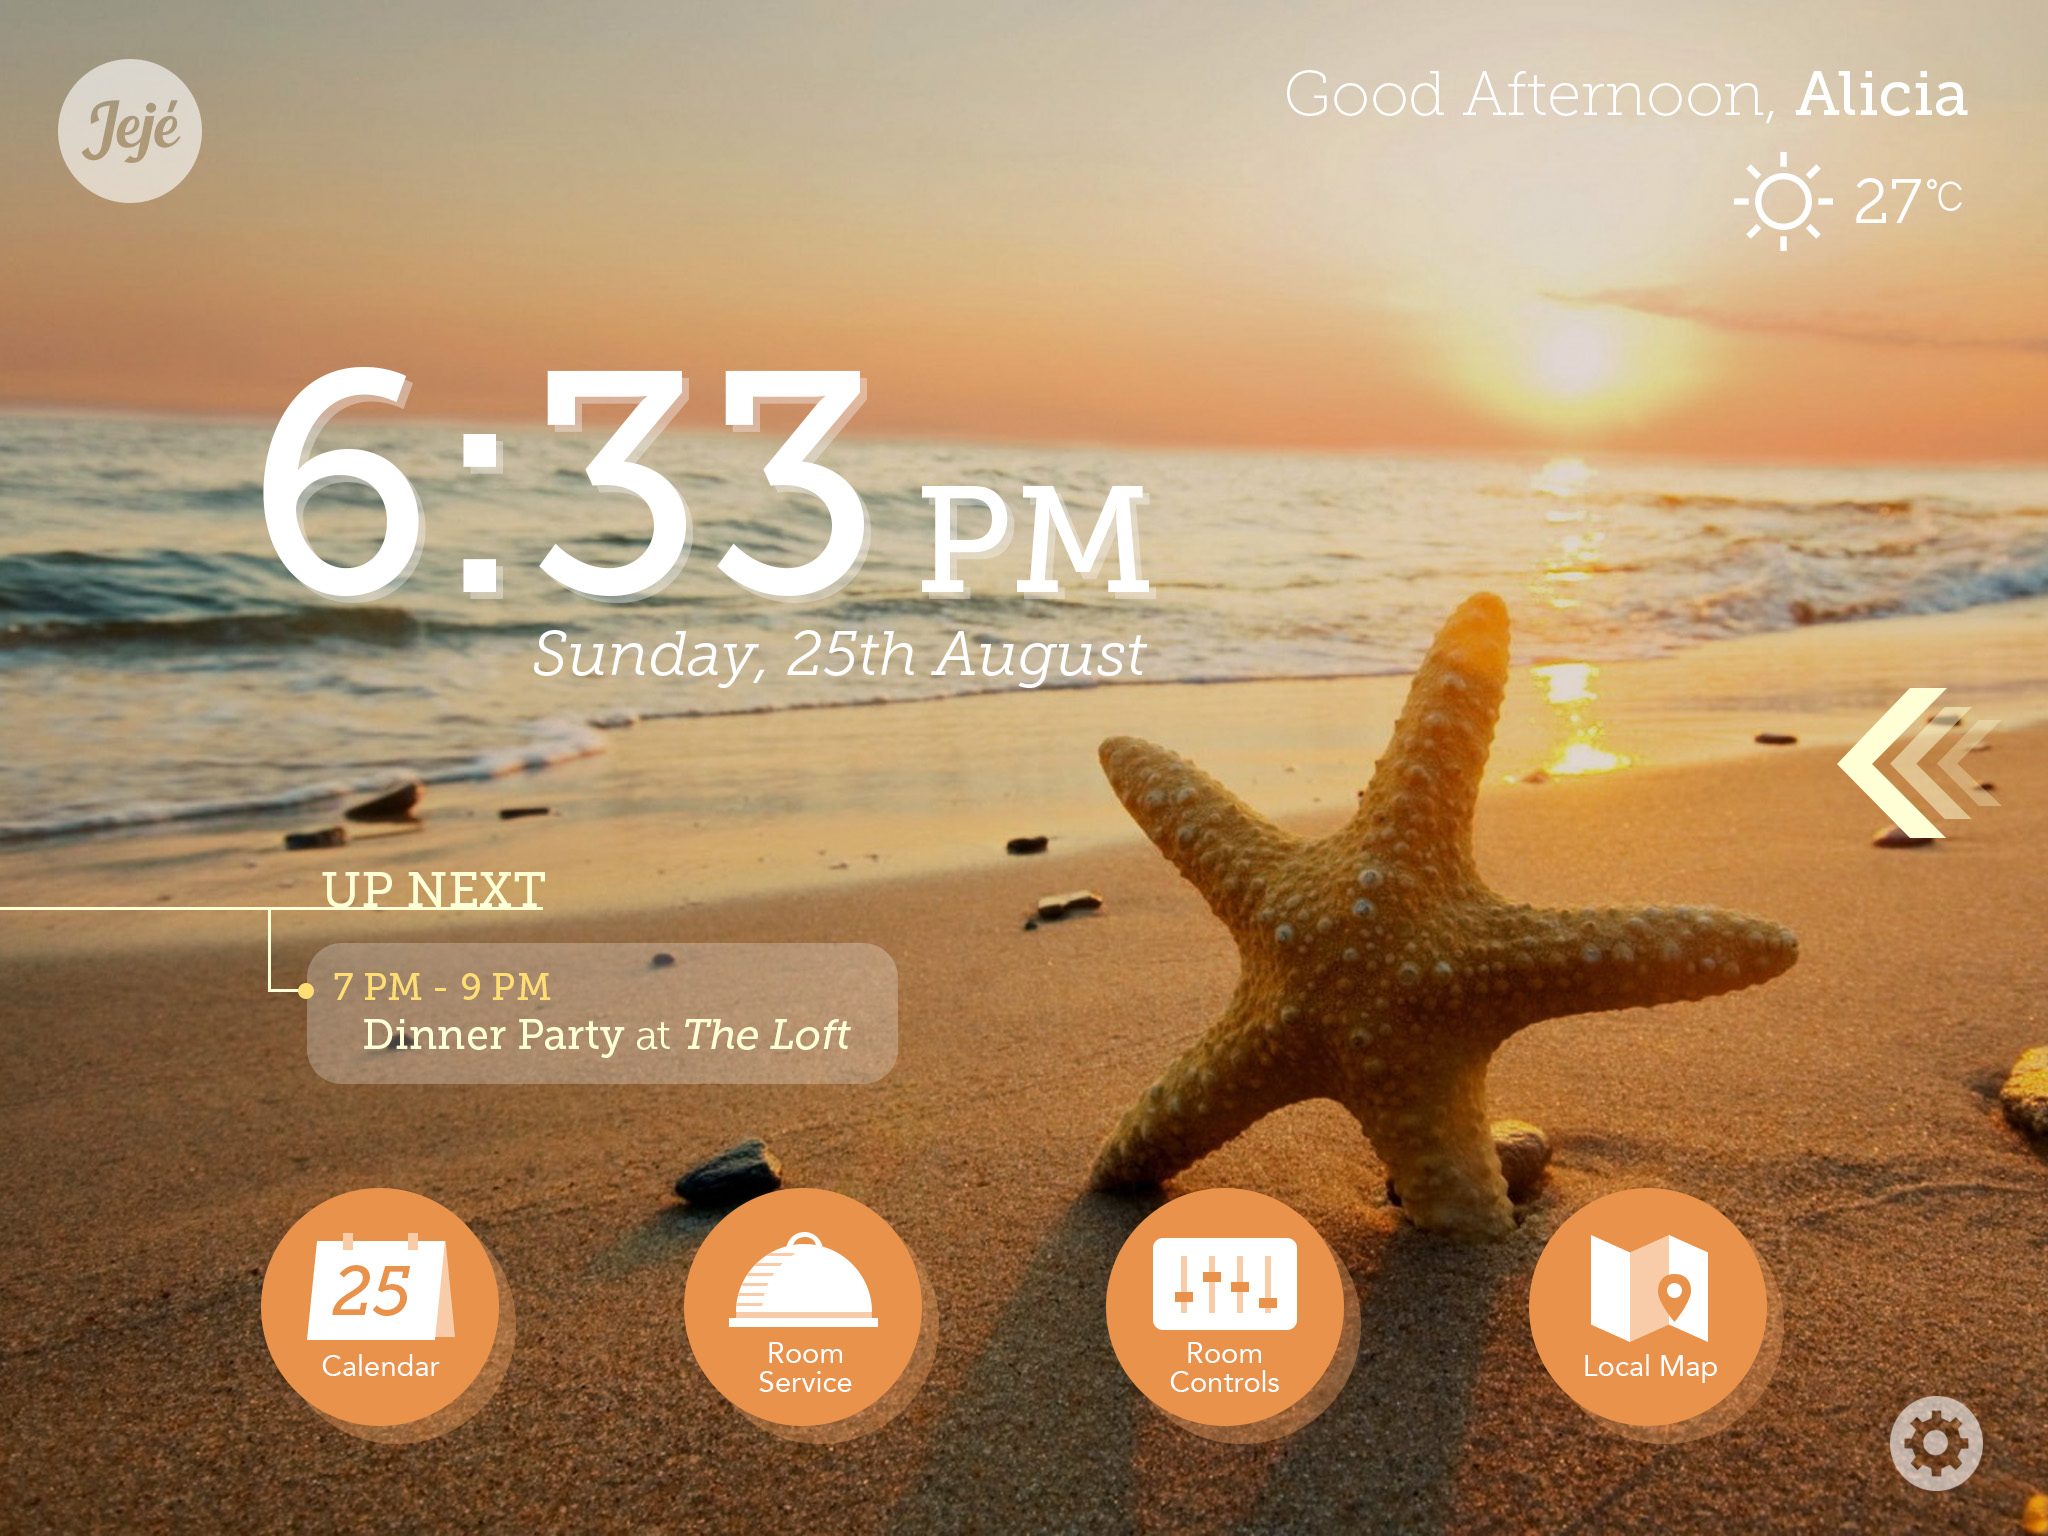 Jejé
Good Afternoon, Alicia
27°C
6:33 PM
Sunday, 25th August
UP NEXT
7 PM - 9 PM
Dinner Party at The Loft
25
Calendar
Room
Service
Room
Controls
Local Map